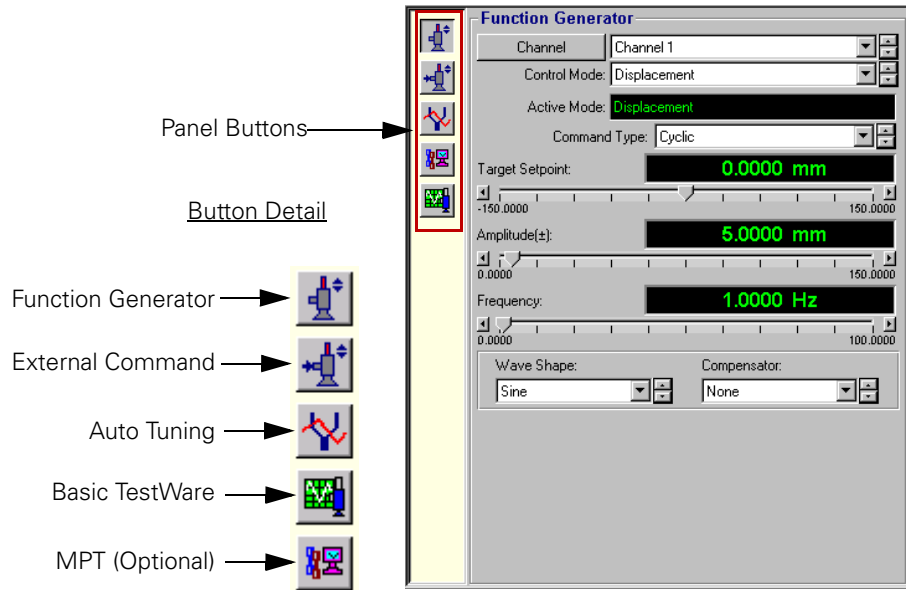 Function Generator
Channel Channel 1
Control Mode: Displacement
Active Mode: Displacement
Command Type: Cyclic
Target Setpoint: 0.0000 mm
-150.0000 150.0000
Amplitude(±): 5.0000 mm
0.0000 150.0000
Frequency: 1.0000 Hz
0.0000 100.0000
Wave Shape: Compensator:
Sine None
Panel Buttons
Button Detail
Function Generator
External Command
Auto Tuning
Basic TestWare
MPT (Optional)